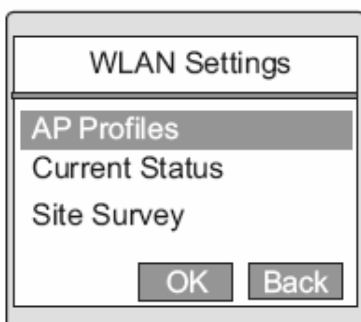 WLAN Settings
AP Profiles
Current Status
Site Survey
OK Back